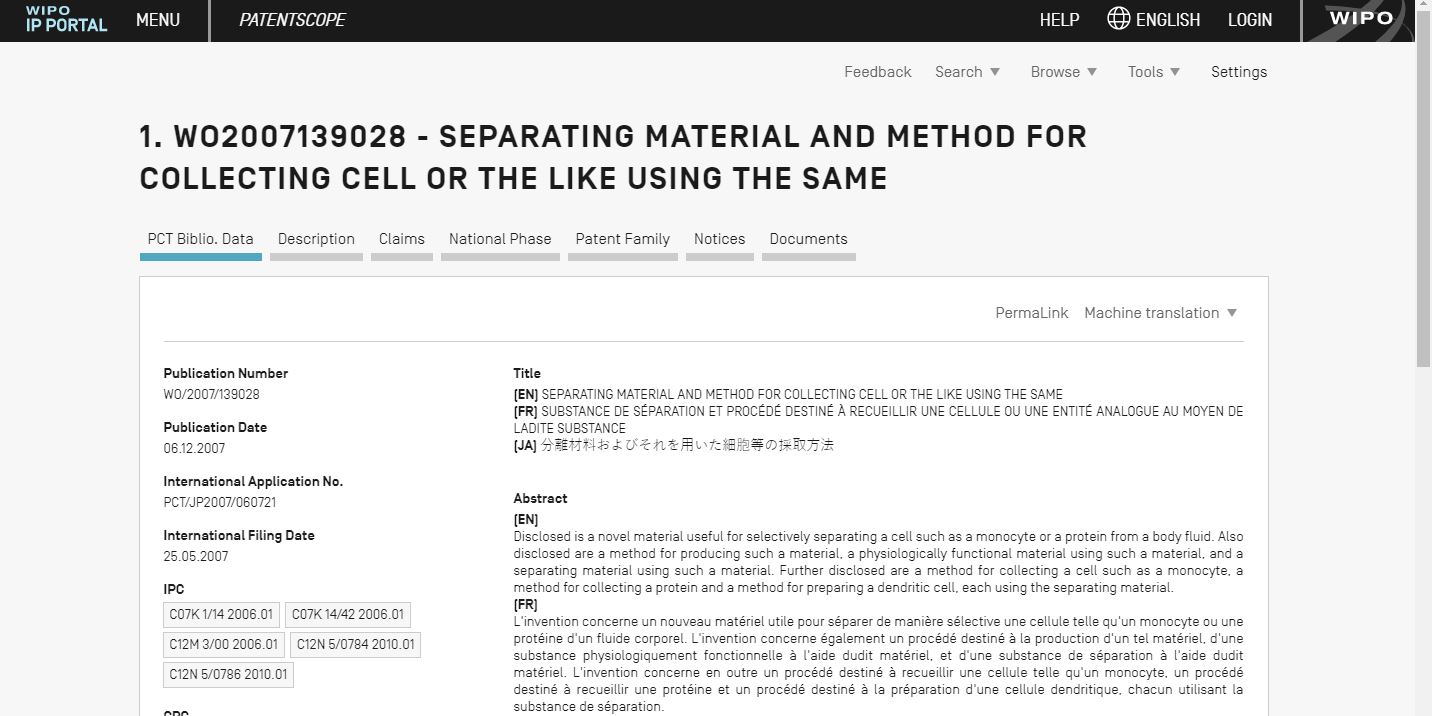 WIPO
IP PORTAL
MENU
PATENTSCOPE
HELP
ENGLISH
LOGIN
WIPO
Feedback
Search
Browse
Tools
Settings
1. WO2007139028 - SEPARATING MATERIAL AND METHOD FOR
COLLECTING CELL OR THE LIKE USING THE SAME
PCT Biblio. Data
Description
Claims
National Phase
Patent Family
Notices
Documents
PermaLink
Machine translation
Publication Number
WO/2007/139028
Publication Date
06.12.2007
International Application No.
PCT/JP2007/060721
International Filing Date
25.05.2007
IPC
C07K 1/14 2006.01
C07K 14/42 2006.01
C12M 3/00 2006.01
C12N 5/0784 2010.01
C12N 5/0786 2010.01
CPC
Title
[EN] SEPARATING MATERIAL AND METHOD FOR COLLECTING CELL OR THE LIKE USING THE SAME
[FR] SUBSTANCE DE SÉPARATION ET PROCÉDÉ DESTINÉ À RECUEILLIR UNE CELLULE OU UNE ENTITÉ ANALOGUE AU MOYEN DE
LADITE SUBSTANCE
[JA] 分離材料およびそれを用いた細胞等の採取方法
Abstract
[EN]
Disclosed is a novel material useful for selectively separating a cell such as a monocyte or a protein from a body fluid. Also
disclosed are a method for producing such a material, a physiologically functional material using such a material, and a
separating material using such a material. Further disclosed are a method for collecting a cell such as a monocyte, a
method for collecting a protein and a method for preparing a dendritic cell, each using the separating material.
[FR]
L'invention concerne un nouveau matériel utile pour séparer de manière sélective une cellule telle qu'un monocyte ou une
protéine d'un fluide corporel. L'invention concerne également un procédé destiné à la production d'un tel matériel, d'une
substance physiologiquement fonctionnelle à l'aide dudit matériel, et d'une substance de séparation à l'aide dudit
matériel. L'invention concerne en outre un procédé destiné à recueillir une cellule telle qu'un monocyte, un procédé
destiné à recueillir une protéine et un procédé destiné à la préparation d'une cellule dendritique, chacun utilisant la
substance de séparation.